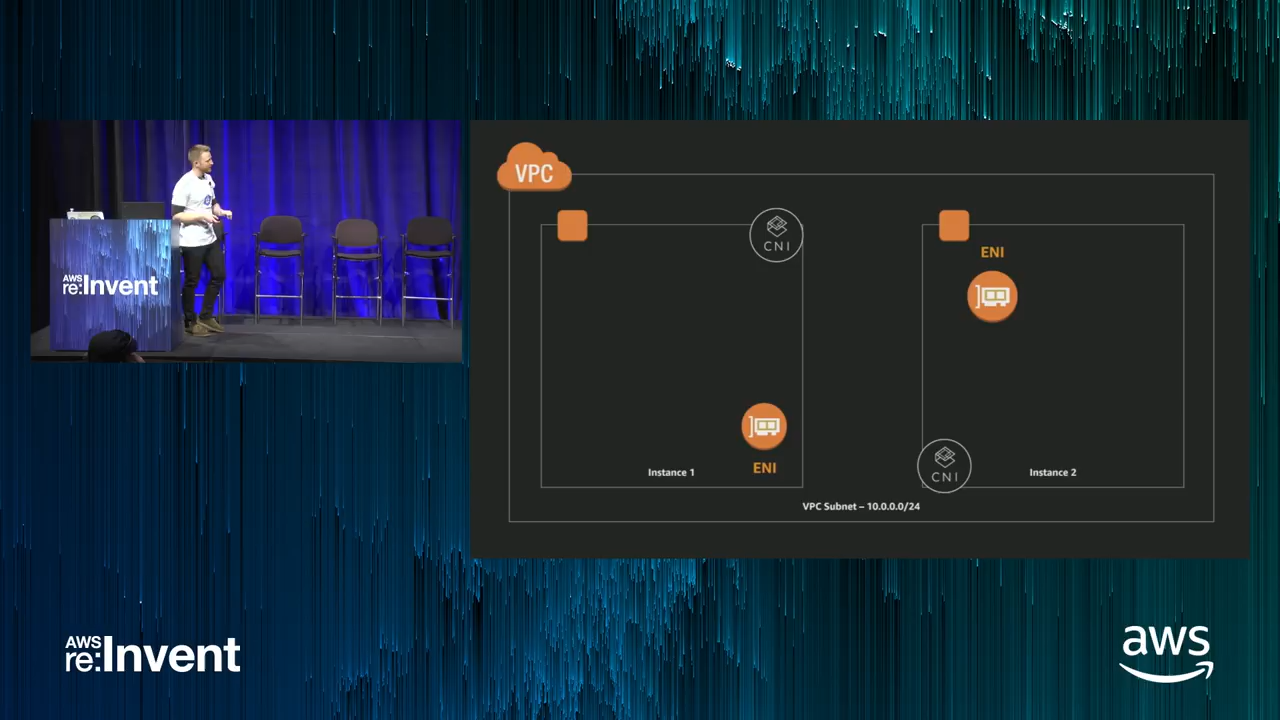 VPC
CNI
ENI
AWS
re:Invent
ENI
Instance 1
CNI
Instance 2
VPC Subnet – 10.0.0.0/24
AWS
re:Invent
aws